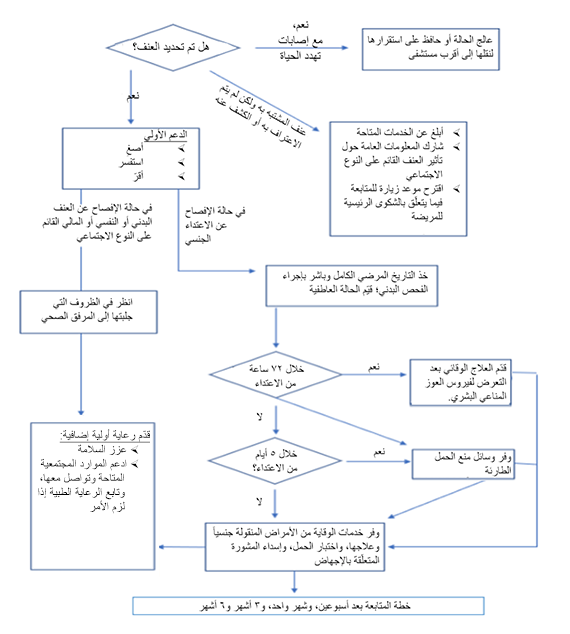 نعم،
مع إصابات
تهدد الحياة
هل تم تحديد العنف؟
عالج الحالة أو حافظ على استقرارها
لنقلها إلى أقرب مستشفى
نعم
عنف المشتبه به ولكن لم يتم
الاعتراف به أو الكشف عنه
الدعم الأولي
أصغ
استفسر
أقرّ
أبلغ عن الخدمات المتاحة
شارك المعلومات العامة حول
تأثير العنف القائم على النوع
الاجتماعي
اقترح موعد زيارة للمتابعة
فيما يتعلّق بالشكوى الرئيسية
للمريضة
في حالة الإفصاح عن العنف
البدني أو النفسي أو المالي القائم
على النوع الاجتماعي
في حالة الإفصاح
عن الاعتداء
الجنسي
خذ التاريخ المرضي الكامل وباشر بإجراء
الفحص البدني؛ قيّم الحالة العاطفية
انظر في الظروف التي
جلبتها إلى المرفق الصحي
خلال ٧٢ ساعة
من الاعتداء
نعم
قدّم العلاج الوقائي بعد
التعرض لفيروس العوز
المناعي البشري.
لا
قدّم رعاية أولية إضافية:
عزز السلامة
ادعم الموارد المجتمعية
المتاحة وتواصل معها،
وتابع الرعاية الطبية إذا
لزم الأمر
خلال ٥ أيام
من الاعتداء؟
نعم
وفر وسائل منع الحمل
الطارئة
لا
وفر خدمات الوقاية من الأمراض المنقولة جنسياً
وعلاجها، واختبار الحمل، وإسداء المشورة
المتعلّقة بالإجهاض
خطة المتابعة بعد أسبوعين، وشهر واحد، و٣ أشهر و٦ أشهر